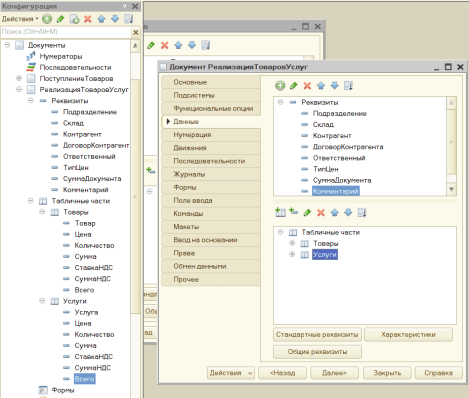 Конфигурация
Действия
Поиск (Ctrl+Alt+M)
Документы
Нумераторы
Последовательности
ПоступлениеТоваров
РеализацияТоваровУслуг
Реквизиты
Подразделение
Склад
Контрагент
ДоговорКонтрагент
Ответственный
ТипЦен
СуммаДокумента
Комментарий
Табличные части
Товары
Товар
Цена
Количество
Сумма
СтавкаНДС
СуммаНДС
Всего
Услуги
Услуга
Цена
Количество
Сумма
СтавкаНДС
СуммаНДС
Всего
Формы
Документ РеализацияТоваровУслуг
Основные
Подсистемы
Функциональные опции
Данные
Нумерация
Движения
Последовательности
Журналы
Формы
Поле ввода
Команды
Макеты
Ввод на основании
Права
Обмен данными
Прочее
Реквизиты
Подразделение
Склад
Контрагент
ДоговорКонтрагента
Ответственный
ТипЦен
СуммаДокумента
Комментарий
Табличные части
Товары
Услуги
Стандартные реквизиты
Характеристики
Общие реквизиты
Действия
<Назад
Далее>
Закрыть
Справка